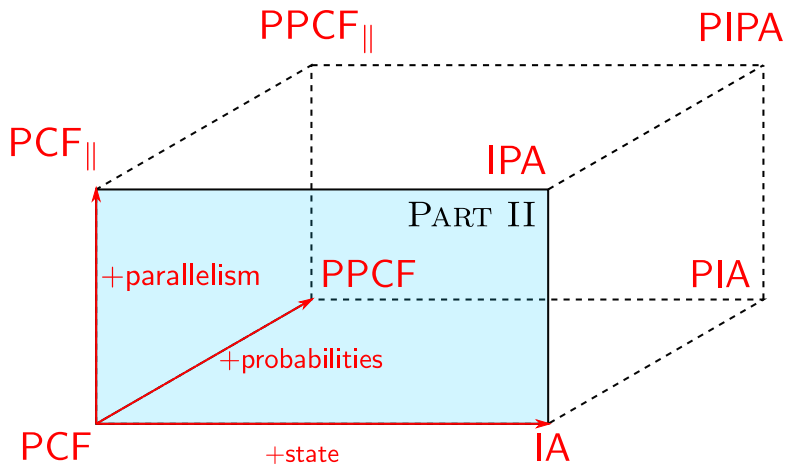 PPCF∥
PIPA
PCF∥
IPA
PART II
+parallelism
PPCF
PIA
+probabilities
PCF
+state
IA